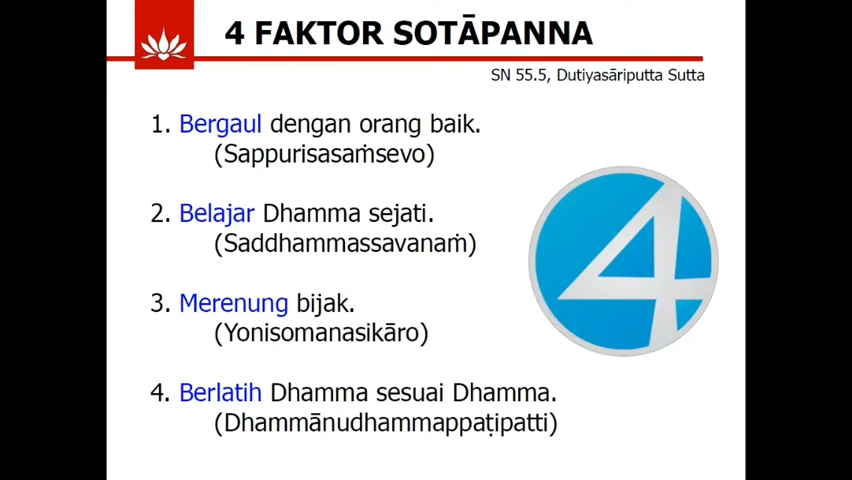 4 FAKTOR SOTĀPANNA
SN 55.5, Dutiyasāriputta Sutta
1. Bergaul dengan orang baik.
(Sappurisasaṁsevo)
2. Belajar Dhamma sejati.
(Saddhammassavanaṁ)
3. Merenung bijak.
(Yonisomanasikāro)
4. Berlatih Dhamma sesuai Dhamma.
(Dhammānudhammappaṭipatti)
4